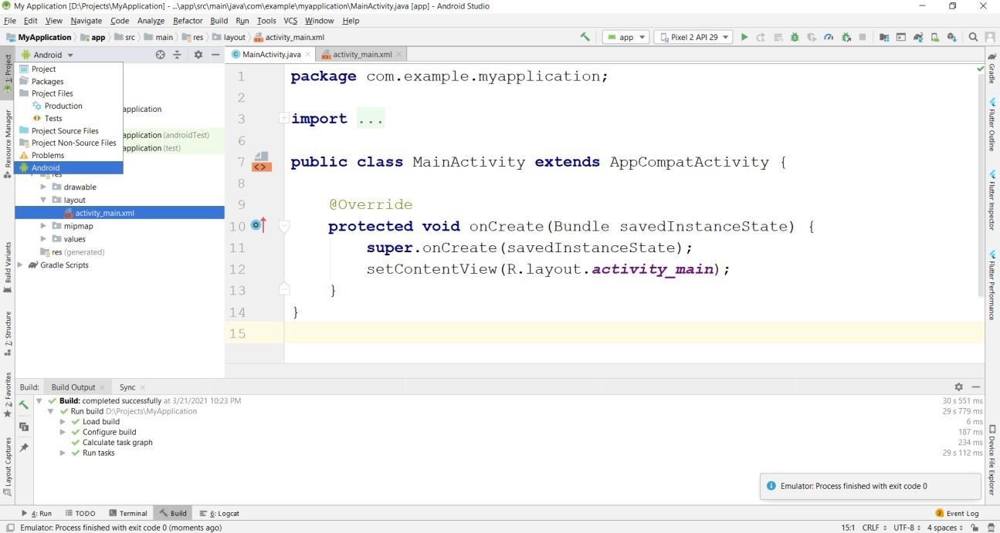 My Application [D:\Projects\MyApplication] - ...\app\src\main\java\com\example\myapplication\MainActivity.java [app] - Android Studio
File Edit View Navigate Code Analyze Refactor Build Run Tools VCS Window Help
MyApplication app src main res layout activity_main.xml app Pixel 2 API 29
Android MainActivity.java activity_main.xml
Project
Packages
Project Files
Production
Tests
Project Source Files
Project Non-Source Files
Problems
Android
application
application (androidTest)
application (test)
res
drawable
layout
activity_main.xml
mipmap
values
res (generated)
Gradle Scripts
1 package com.example.myapplication;
2
3 import ...
6
7 public class MainActivity extends AppCompatActivity {
8
9 @Override
10 protected void onCreate(Bundle savedInstanceState) {
11 super.onCreate(savedInstanceState);
12 setContentView(R.layout.activity_main);
13 }
14 }
15
1: Project
Resource Manager
Build Variants
7: Structure
2: Favorites
Layout Captures
Gradle
Flutter Outline
Flutter Inspector
Flutter Performance
Device File Explorer
Build: Build Output Sync
Build: completed successfully at 3/21/2021 10:23 PM 30 s 551 ms
Run build D:\Projects\MyApplication 29 s 779 ms
Load build 6 ms
Configure build 187 ms
Calculate task graph 234 ms
Run tasks 29 s 112 ms
Emulator: Process finished with exit code 0
4: Run TODO Terminal Build 6: Logcat 2 Event Log
Emulator: Process finished with exit code 0 (moments ago) 15:1 CRLF UTF-8 4 spaces